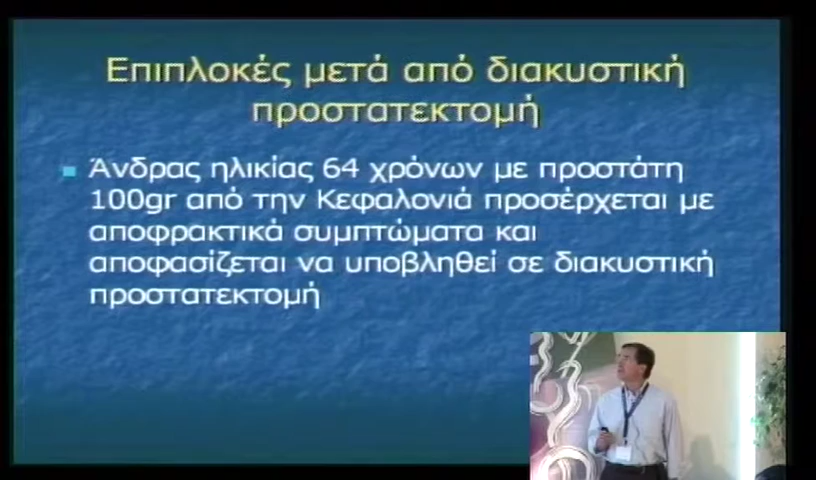 Επιπλοκές μετά από διακυστική
προστατεκτομή
Άνδρας ηλικίας 64 χρόνων με προστάτη
100gr από την Κεφαλονιά προσέρχεται με
αποφρακτικά συμπτώματα και
αποφασίζεται να υποβληθεί σε διακυστική
προστατεκτομή